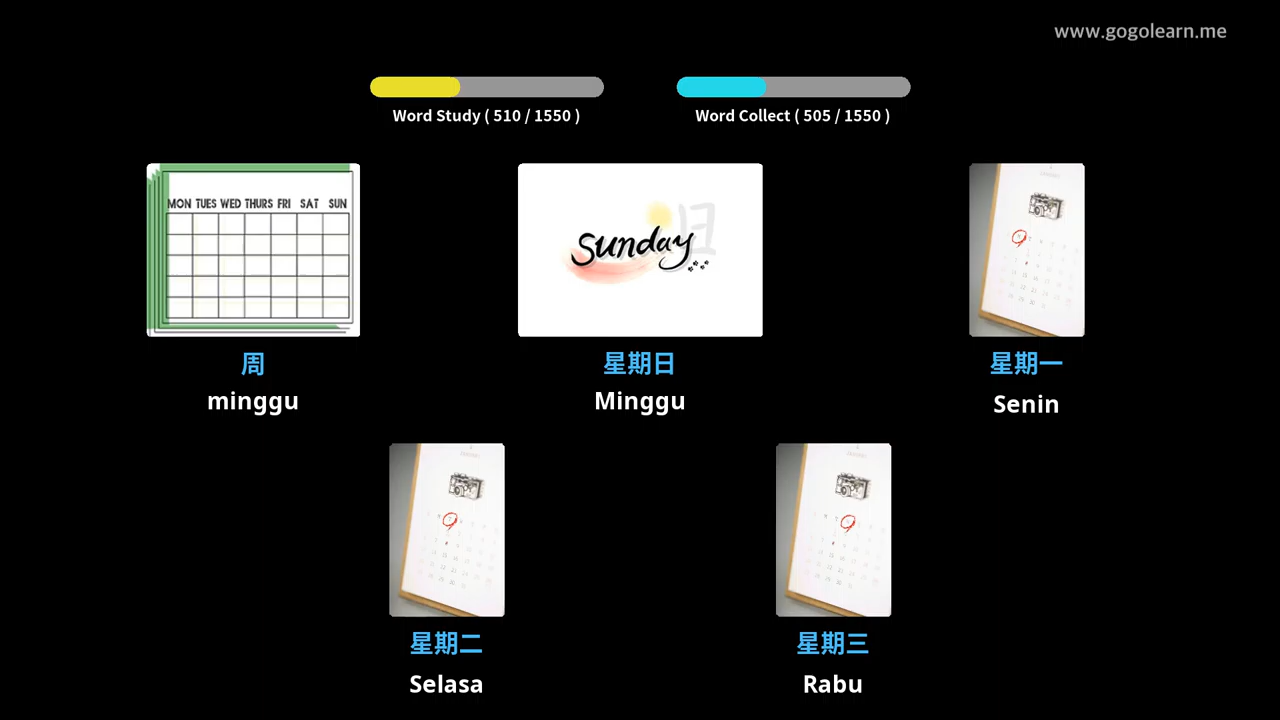 www.gogolearn.me
Word Study ( 510 / 1550 )
Word Collect ( 505 / 1550 )
MON TUES WED THURS FRI SAT SUN
Sunday
周
minggu
星期日
Minggu
星期一
Senin
星期二
Selasa
星期三
Rabu